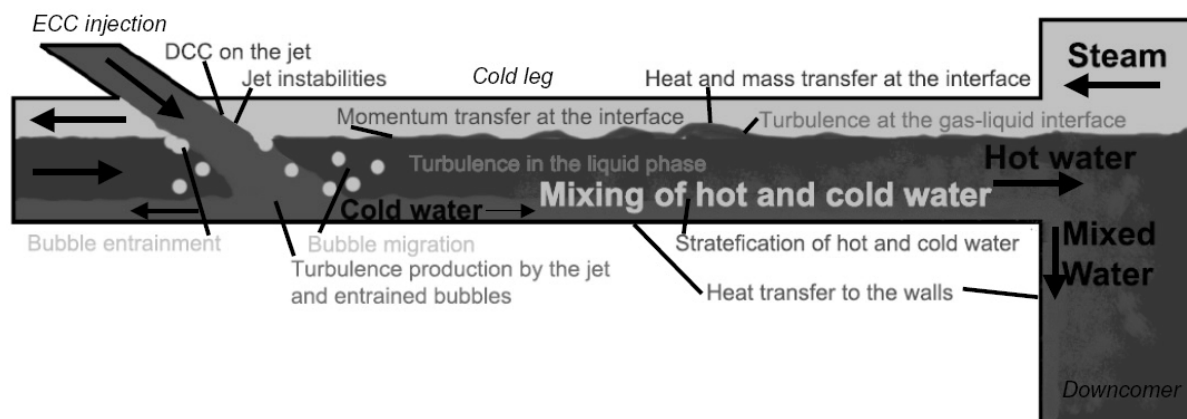 ECC injection
DCC on the jet
Jet instabilities
Cold leg
Heat and mass transfer at the interface
Steam
Momentum transfer at the interface
Turbulence at the gas-liquid interface
Turbulence in the liquid phase
Hot water
Mixing of hot and cold water
Cold water
Bubble entrainment
Bubble migration
Stratefication of hot and cold water
Mixed
Water
Turbulence production by the jet
and entrained bubbles
Heat transfer to the walls
Downcomer